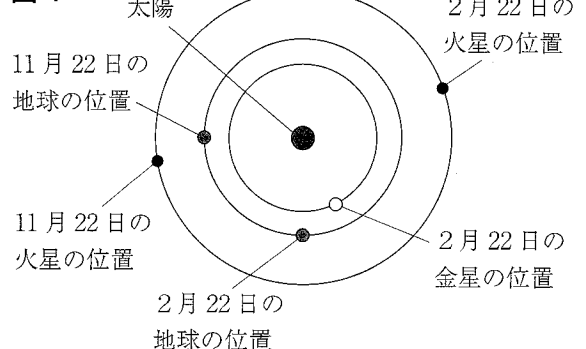 太陽
2月22日の
火星の位置
11月22日の
地球の位置
11月22日の
火星の位置
2月22日の
金星の位置
2月22日の
地球の位置